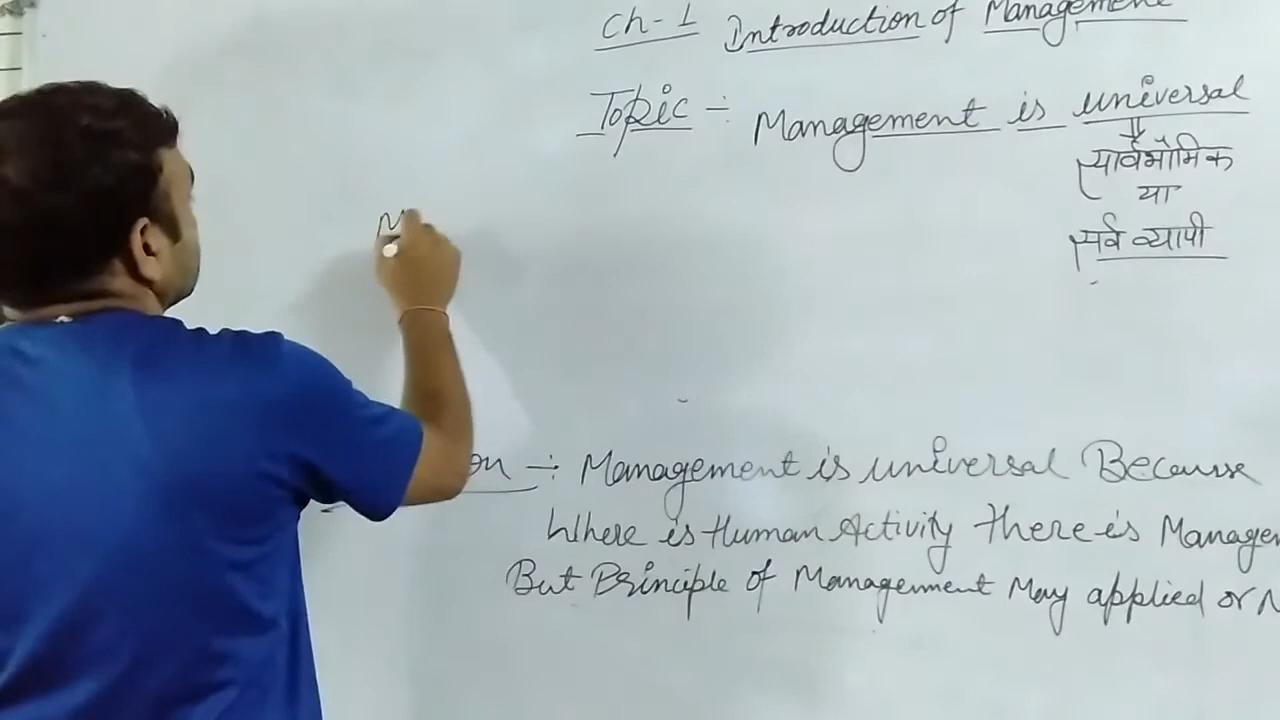 Ch-1 Introduction of Management
Topic ÷ Management is universal
⇓
सार्वभौमिक
या
सर्व व्यापी
on ÷ Management is universal Because
Where is Human Activity There is Manage
But Principle of Management May applied or N